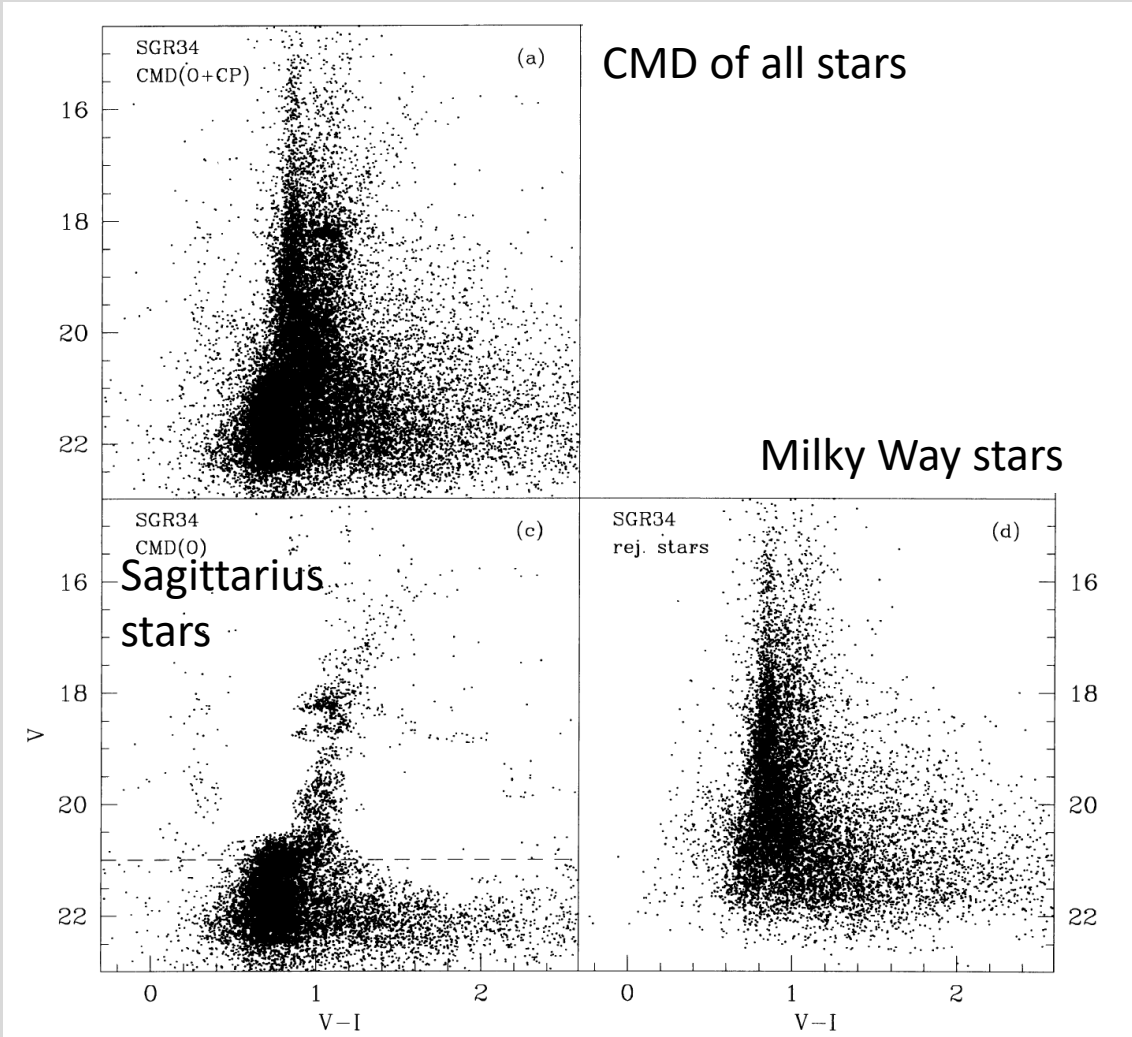 SGR34
CMD(O+CP)
(a)
CMD of all stars
16
18
20
22
Milky Way stars
SGR34
CMD(O)
(c)
Sagittarius
stars
SGR34
rej. stars
(d)
16
18
20
22
V
16
18
20
22
0 1 2
V-I
0 1 2
V-I